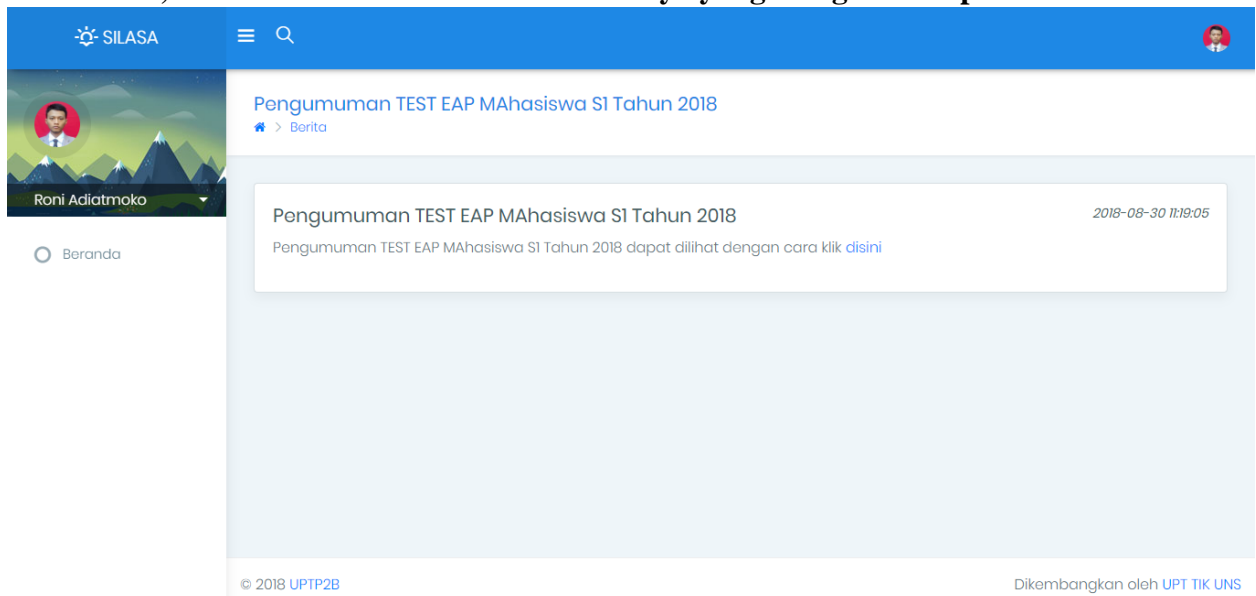 SILASA
Pengumuman TEST EAP MAhasiswa S1 Tahun 2018
> Berita
Roni Adiatmoko
Beranda
Pengumuman TEST EAP MAhasiswa S1 Tahun 2018
2018-08-30 11:19:05
Pengumuman TEST EAP MAhasiswa S1 Tahun 2018 dapat dilihat dengan cara klik disini
© 2018 UPTP2B
Dikembangkan oleh UPT TIK UNS